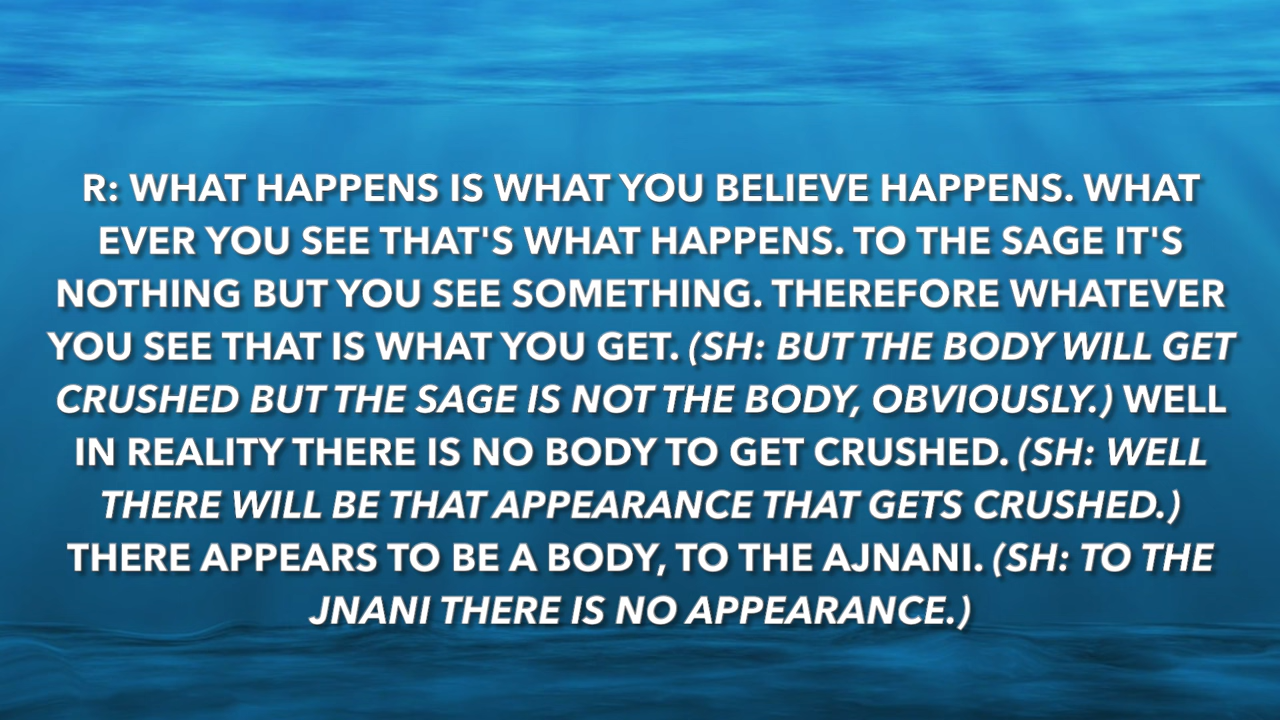 R: WHAT HAPPENS IS WHAT YOU BELIEVE HAPPENS. WHAT
EVER YOU SEE THAT'S WHAT HAPPENS. TO THE SAGE IT'S
NOTHING BUT YOU SEE SOMETHING. THEREFORE WHATEVER
YOU SEE THAT IS WHAT YOU GET. (SH: BUT THE BODY WILL GET
CRUSHED BUT THE SAGE IS NOT THE BODY, OBVIOUSLY.) WELL
IN REALITY THERE IS NO BODY TO GET CRUSHED. (SH: WELL
THERE WILL BE THAT APPEARANCE THAT GETS CRUSHED.)
THERE APPEARS TO BE A BODY, TO THE AJNANI. (SH: TO THE
JNANI THERE IS NO APPEARANCE.)